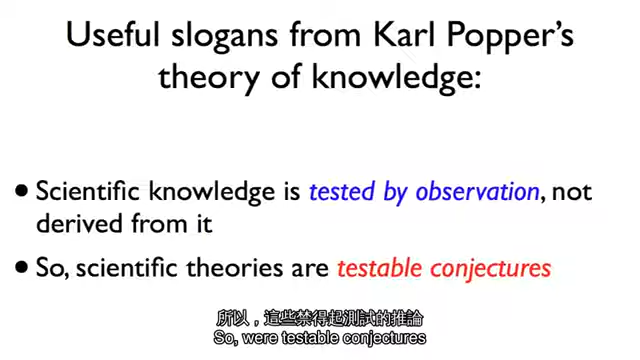 Useful slogans from Karl Popper's
theory of knowledge:
• Scientific knowledge is tested by observation, not
derived from it
• So, scientific theories are testable conjectures
所以，這些禁得起測試的推論
So, were testable conjectures